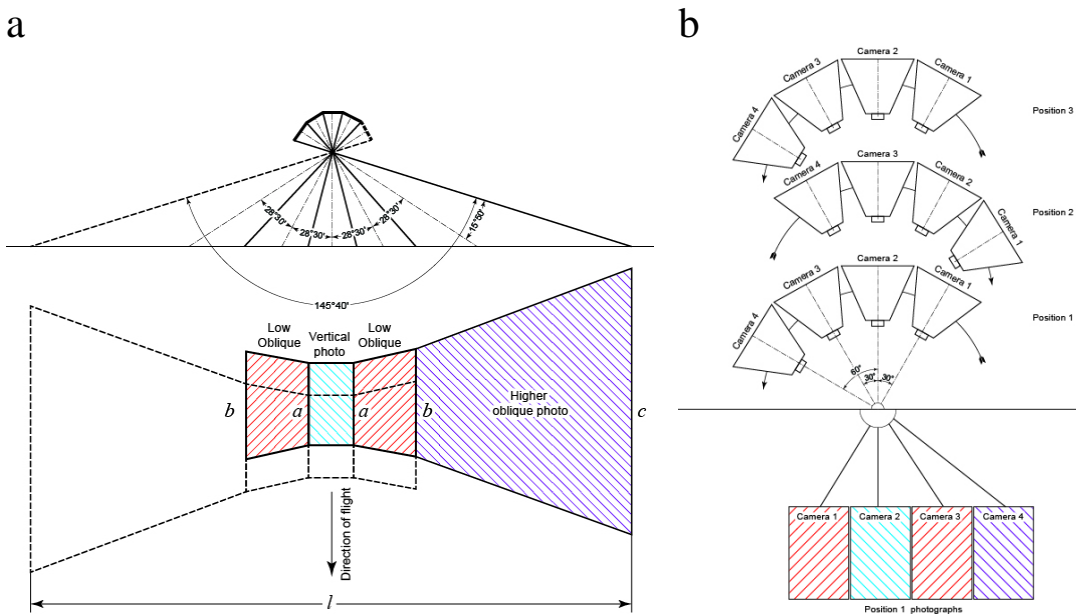 a
28°30'
28°30'
28°30'
28°30'
15°50'
145°40'
Low
Oblique
Vertical
photo
Low
Oblique
b
a
a
b
Higher
oblique photo
c
Direction of flight
l
b
Camera 4
Camera 3
Camera 2
Camera 1
Position 3
Camera 4
Camera 3
Camera 2
Camera 1
Position 2
Camera 4
Camera 3
Camera 2
Camera 1
Position 1
60°
30°
30°
Camera 1
Camera 2
Camera 3
Camera 4
Position 1 photographs